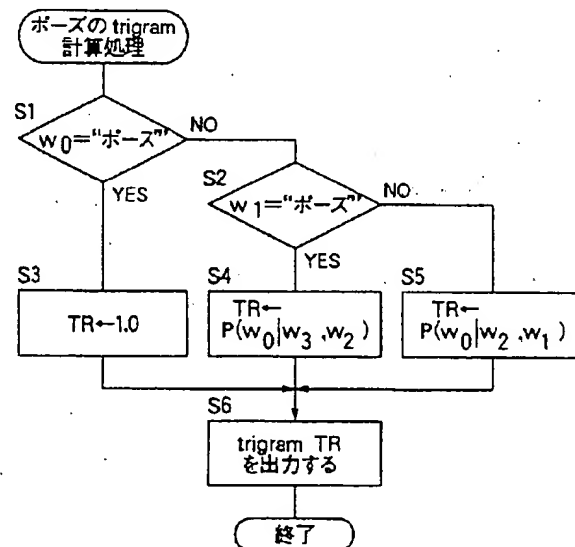 ポーズの trigram
計算処理
S1
w0=“ポーズ”
NO
YES
S2
w1=“ポーズ”
NO
YES
S3
TR←1.0
S4
TR←
P(w0|w3,w2)
S5
TR←
P(w0|w2,w1)
S6
trigram TR
を出力する
終了